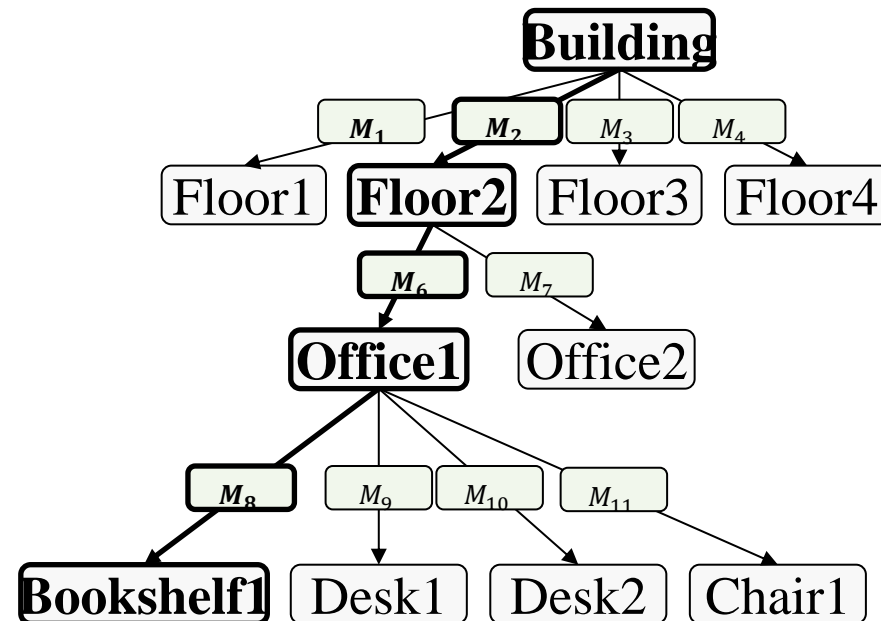 Building
M₁ M₂ M₃ M₄
Floor1 Floor2 Floor3 Floor4
M₆ M₇
Office1 Office2
M₈ M₉ M₁₀ M₁₁
Bookshelf1 Desk1 Desk2 Chair1